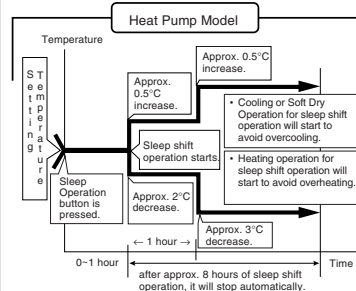 Heat Pump Model
Temperature
Setting
Temperature
Approx.
0.5°C
increase.
Approx. 0.5°C
increase.
• Cooling or Soft Dry
Operation for sleep shift
operation will start to
avoid overcooling.
Sleep shift
operation starts.
• Heating operation for
sleep shift operation will
start to avoid overheating.
Sleep
Operation
button is
pressed.
Approx. 2°C
decrease.
Approx. 3°C
decrease.
← 1 hour →
0~1 hour
Time
after approx. 8 hours of sleep shift
operation, it will stop automatically.